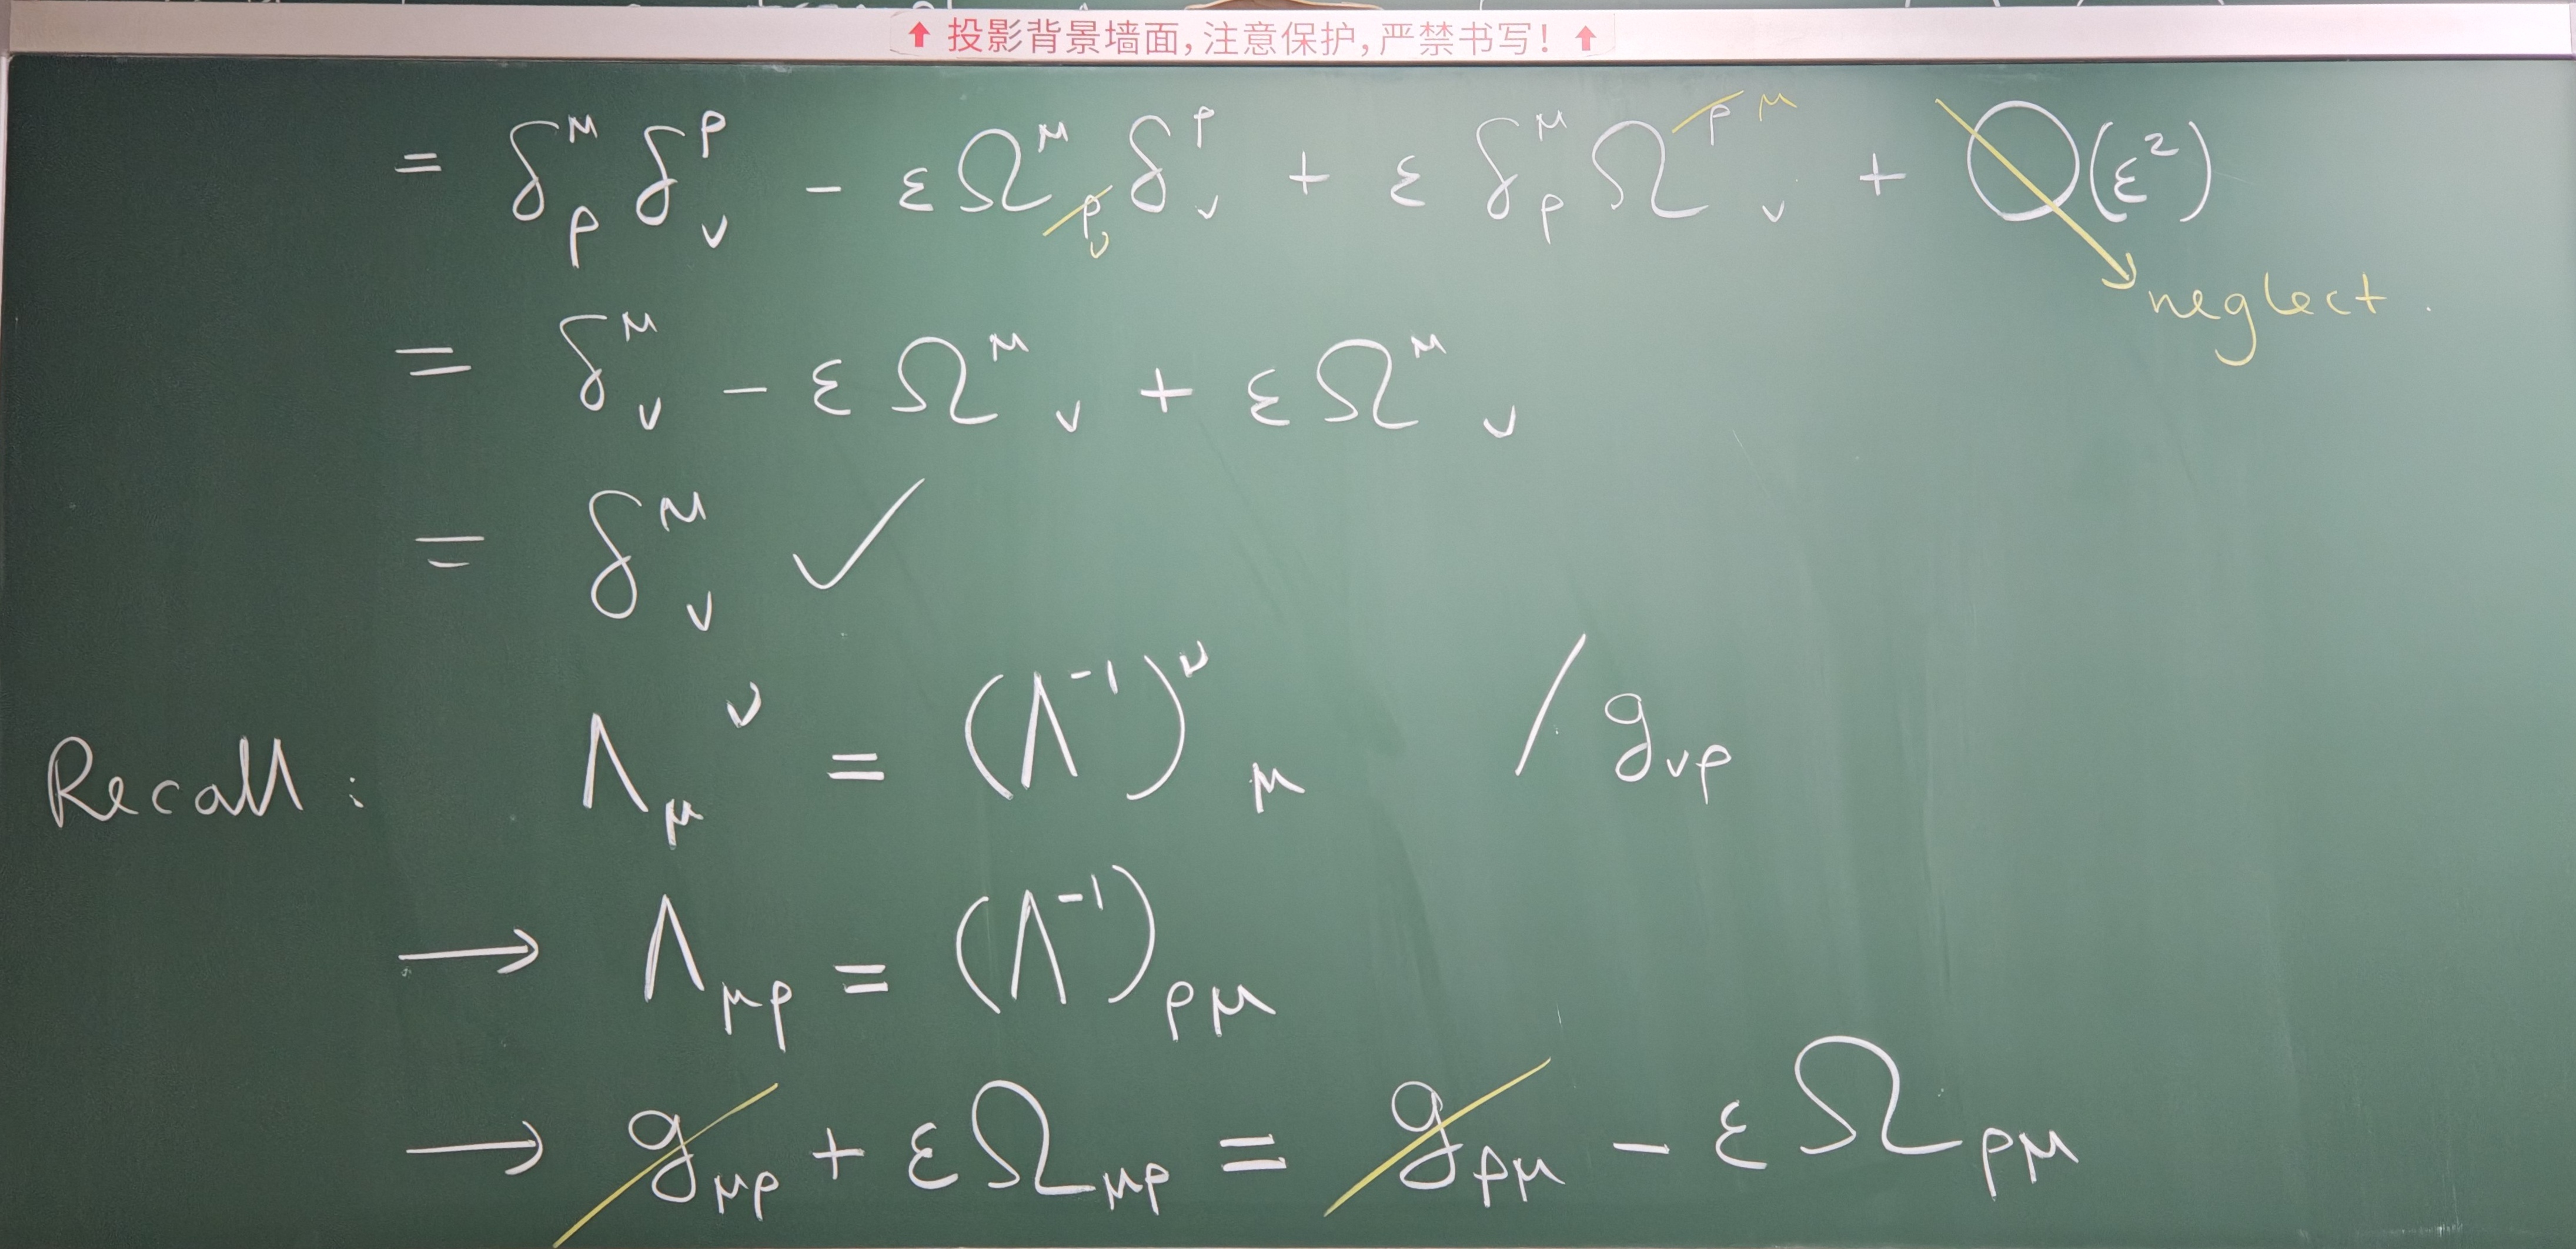 ↑ 投影背景墙面,注意保护,严禁书写! ↑
= δ^μ_ρ δ^ρ_ν − ε Ω^μ_ρ ν δ^ρ_ν + ε δ^μ_ρ Ω^ρ μ_ν + O(ε²)
neglect.
= δ^μ_ν − ε Ω^μ_ν + ε Ω^μ_ν
= δ^μ_ν ✓
Recall: Λ_μ^ν = (Λ^-1)^ν_μ / g_νρ
→ Λ_μρ = (Λ^-1)_ρμ
→ g_μρ + ε Ω_μρ = g_ρμ − ε Ω_ρμ